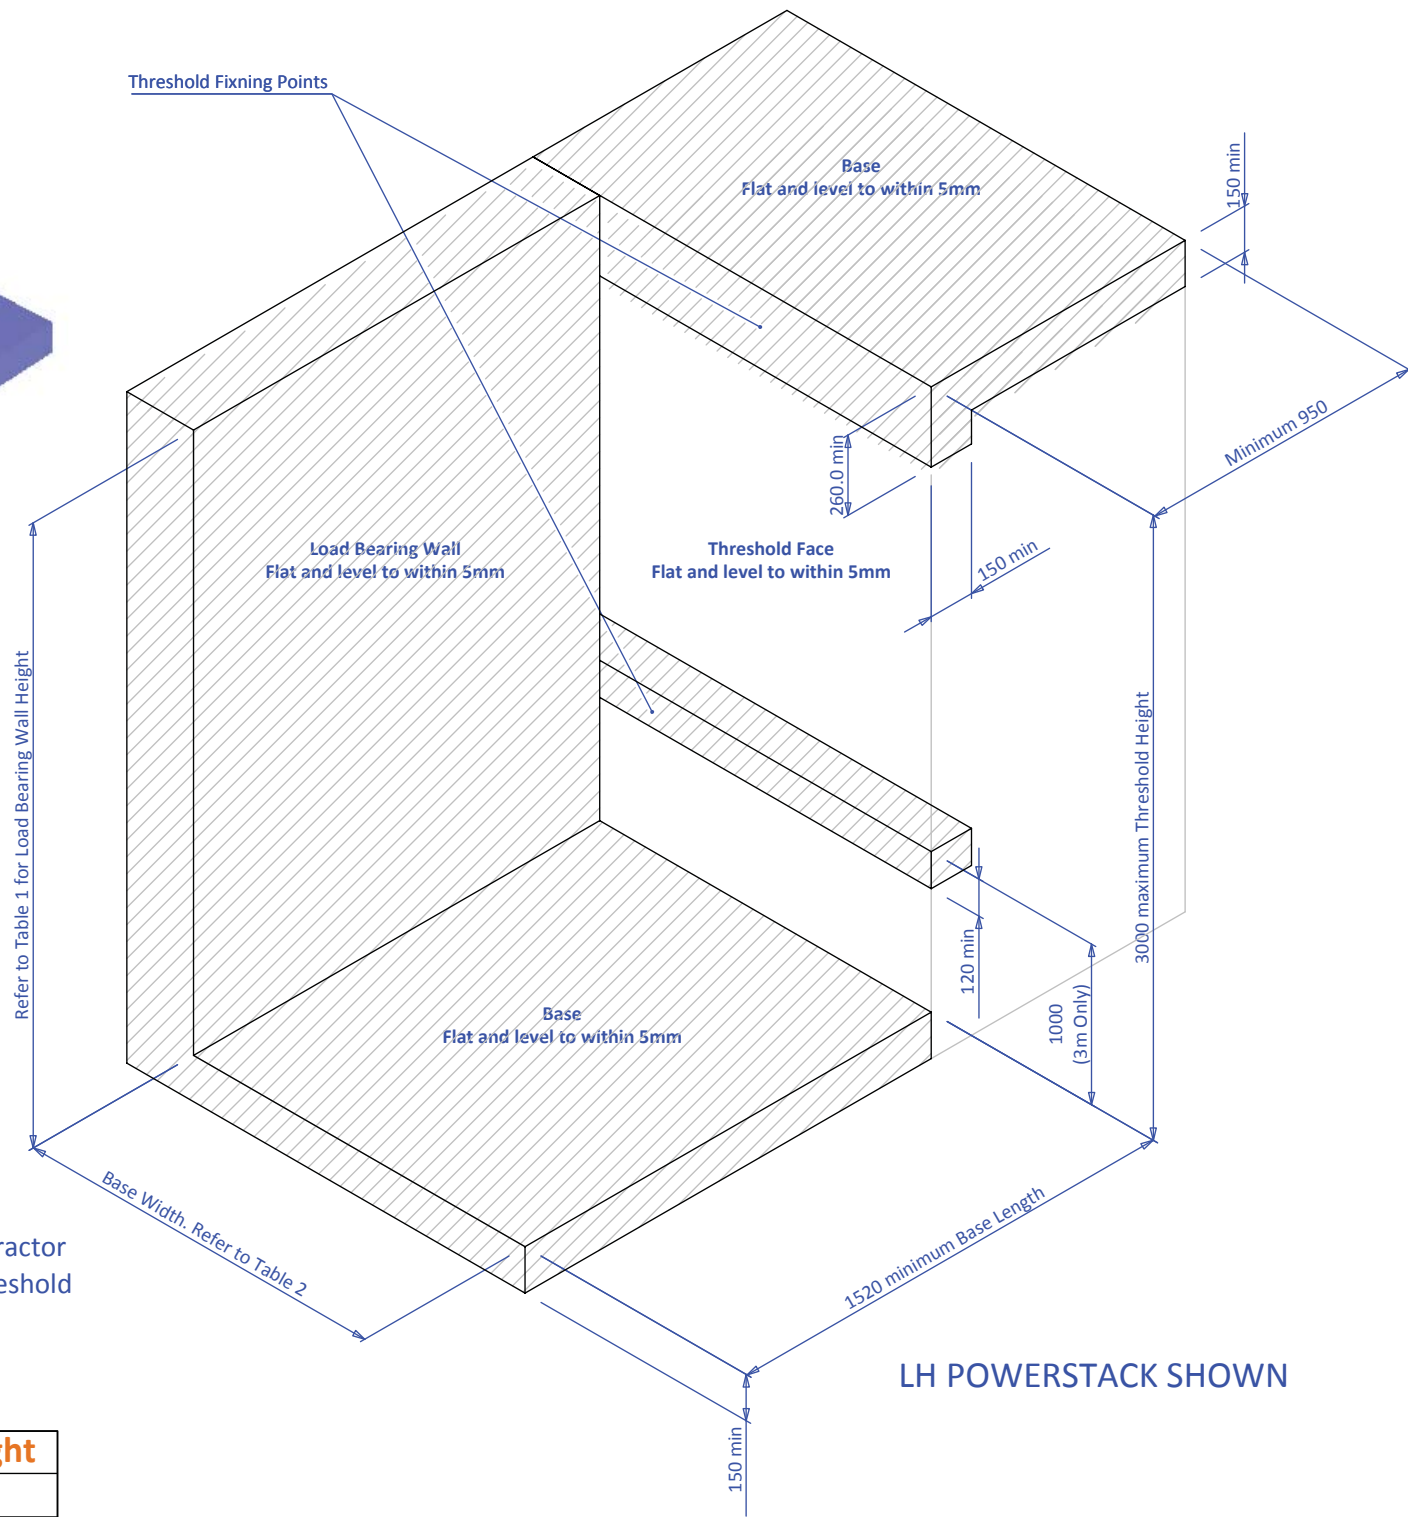 Threshold Fixning Points
Base
Flat and level to within 5mm
150 min
Minimum 950
260.0 min
Load Bearing Wall
Flat and level to within 5mm
Threshold Face
Flat and level to within 5mm
150 min
Refer to Table 1 for Load Bearing Wall Height
3000 maximum Threshold Height
120 min
1000
(3m Only)
Base
Flat and level to within 5mm
Base Width. Refer to Table 2
1520 minimum Base Length
ractor
eshold
LH POWERSTACK SHOWN
150 min
ght